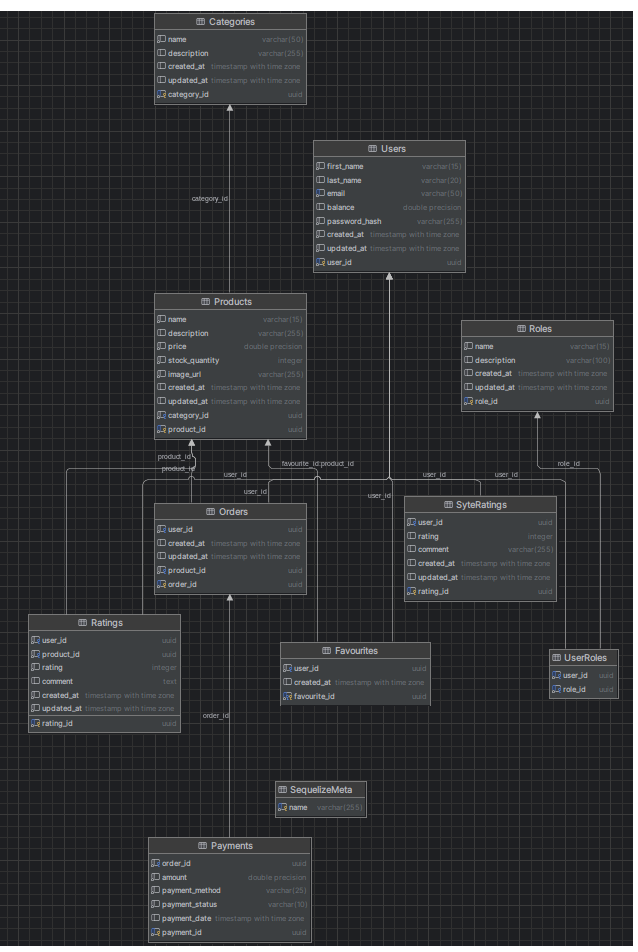 Categories
name varchar(50)
description varchar(255)
created_at timestamp with time zone
updated_at timestamp with time zone
category_id uuid
category_id
Users
first_name varchar(15)
last_name varchar(20)
email varchar(50)
balance double precision
password_hash varchar(255)
created_at timestamp with time zone
updated_at timestamp with time zone
user_id uuid
Products
name varchar(15)
description varchar(255)
price double precision
stock_quantity integer
image_url varchar(255)
created_at timestamp with time zone
updated_at timestamp with time zone
category_id uuid
product_id uuid
Roles
name varchar(15)
description varchar(100)
created_at timestamp with time zone
updated_at timestamp with time zone
role_id uuid
product_id
product_id
favourite_id:product_id
role_id
user_id
user_id
user_id
user_id
user_id
Orders
user_id uuid
created_at timestamp with time zone
updated_at timestamp with time zone
product_id uuid
order_id uuid
SyteRatings
user_id uuid
rating integer
comment varchar(255)
created_at timestamp with time zone
updated_at timestamp with time zone
rating_id uuid
Ratings
user_id uuid
product_id uuid
rating integer
comment text
created_at timestamp with time zone
updated_at timestamp with time zone
rating_id uuid
Favourites
user_id uuid
created_at timestamp with time zone
favourite_id uuid
UserRoles
user_id uuid
role_id uuid
order_id
SequelizeMeta
name varchar(255)
Payments
order_id uuid
amount double precision
payment_method varchar(25)
payment_status varchar(10)
payment_date timestamp with time zone
payment_id uuid